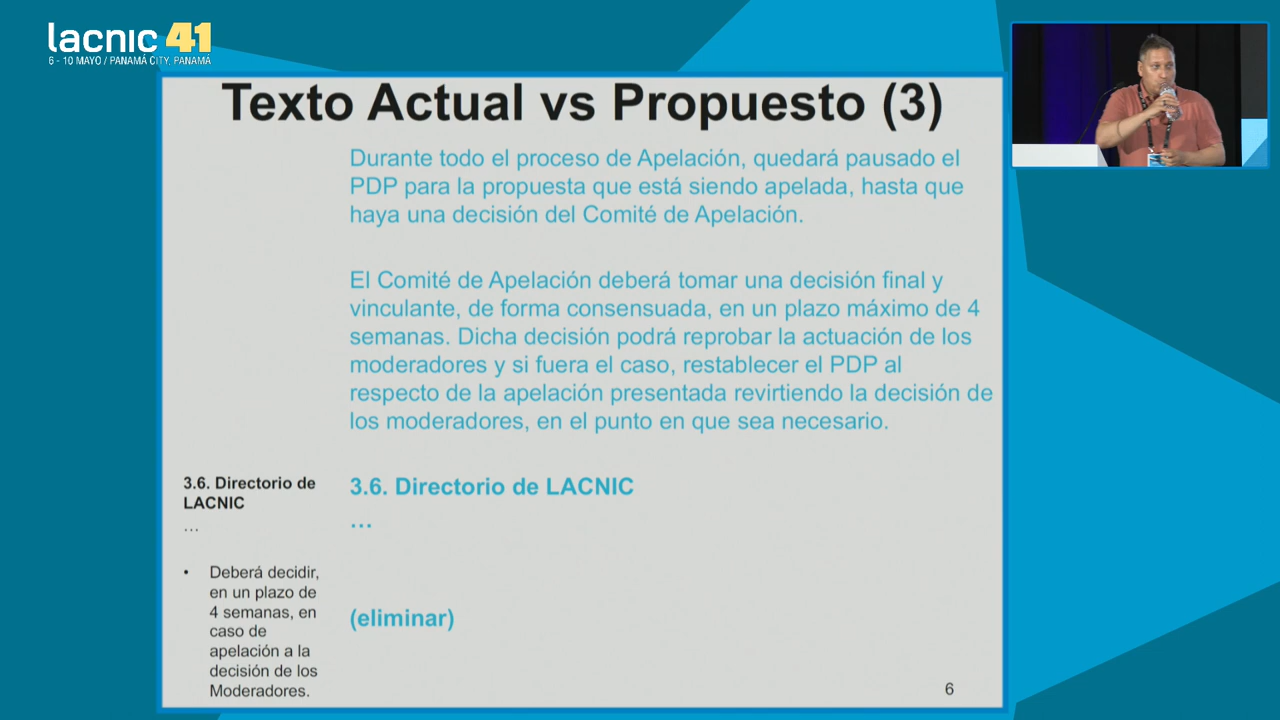 lacnic 41
6 - 10 MAYO / PANAMÁ CITY, PANAMÁ
Texto Actual vs Propuesto (3)
Durante todo el proceso de Apelación, quedará pausado el
PDP para la propuesta que está siendo apelada, hasta que
haya una decisión del Comité de Apelación.
El Comité de Apelación deberá tomar una decisión final y
vinculante, de forma consensuada, en un plazo máximo de 4
semanas. Dicha decisión podrá reprobar la actuación de los
moderadores y si fuera el caso, restablecer el PDP al
respecto de la apelación presentada revirtiendo la decisión de
los moderadores, en el punto en que sea necesario.
3.6. Directorio de
LACNIC
…
• Deberá decidir,
en un plazo de
4 semanas, en
caso de
apelación a la
decisión de los
Moderadores.
3.6. Directorio de LACNIC
…
(eliminar)
6